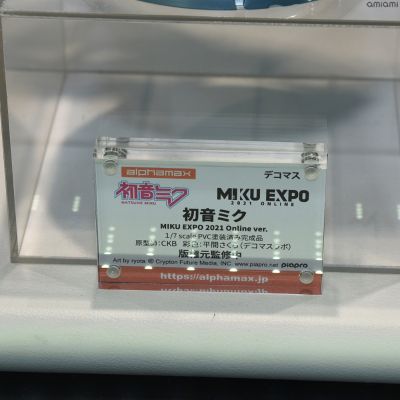 amiami
alphamax
デコマス
初音ミク
HATSUNE MIKU
MIKU EXPO
2021 ONLINE
初音ミク
MIKU EXPO 2021 Online ver.
1/7 scale PVC塗装済み完成品
原型師:CKB 彩色:平間さくら(デコマスラボ)
版権元監修中
Art by ryota © Crypton Future Media, INC. www.piapro.net piapro
https://alphamax.jp